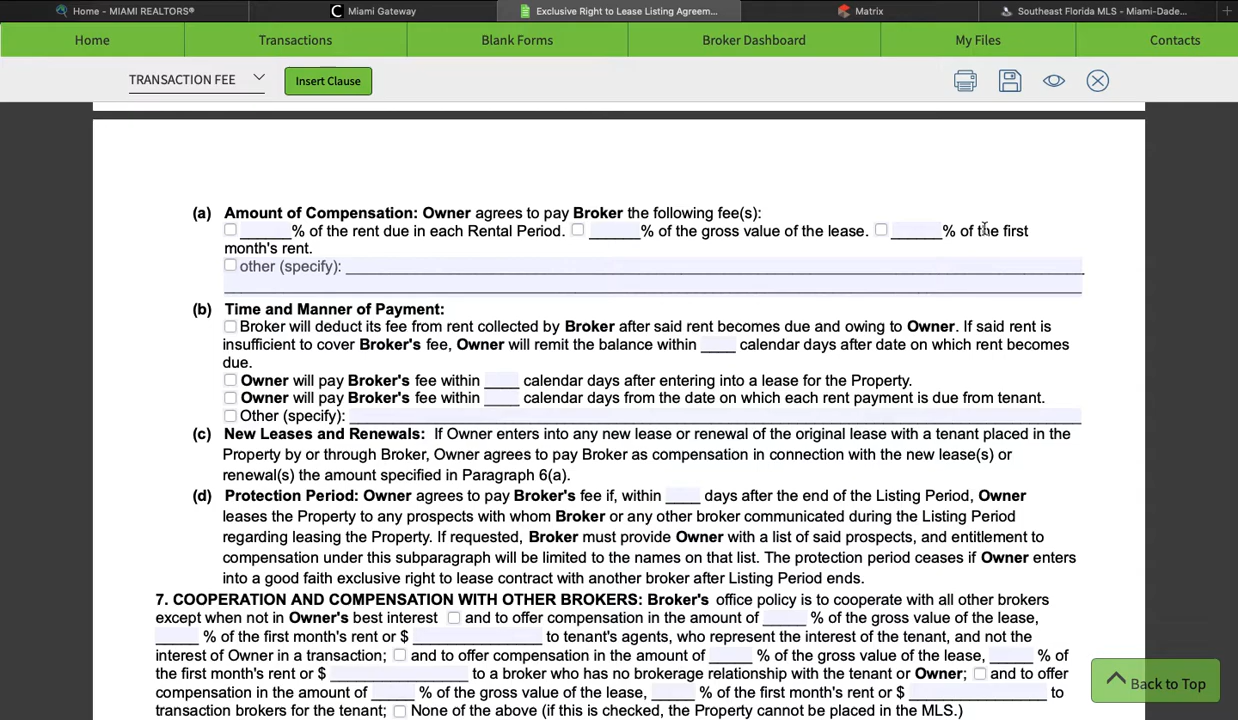 Home - MIAMI REALTORS®
Miami Gateway
Exclusive Right to Lease Listing Agreem...
Matrix
Southeast Florida MLS - Miami-Dade...
Home
Transactions
Blank Forms
Broker Dashboard
My Files
Contacts
TRANSACTION FEE
Insert Clause
(a) Amount of Compensation: Owner agrees to pay Broker the following fee(s):
______% of the rent due in each Rental Period. ______% of the gross value of the lease. ______% of the first
month's rent.
other (specify): ____________________
____________________
(b) Time and Manner of Payment:
Broker will deduct its fee from rent collected by Broker after said rent becomes due and owing to Owner. If said rent is
insufficient to cover Broker's fee, Owner will remit the balance within ____ calendar days after date on which rent becomes
due.
Owner will pay Broker's fee within ____ calendar days after entering into a lease for the Property.
Owner will pay Broker's fee within ____ calendar days from the date on which each rent payment is due from tenant.
Other (specify): ____________________
(c) New Leases and Renewals: If Owner enters into any new lease or renewal of the original lease with a tenant placed in the
Property by or through Broker, Owner agrees to pay Broker as compensation in connection with the new lease(s) or
renewal(s) the amount specified in Paragraph 6(a).
(d) Protection Period: Owner agrees to pay Broker's fee if, within ____ days after the end of the Listing Period, Owner
leases the Property to any prospects with whom Broker or any other broker communicated during the Listing Period
regarding leasing the Property. If requested, Broker must provide Owner with a list of said prospects, and entitlement to
compensation under this subparagraph will be limited to the names on that list. The protection period ceases if Owner enters
into a good faith exclusive right to lease contract with another broker after Listing Period ends.
7. COOPERATION AND COMPENSATION WITH OTHER BROKERS: Broker's office policy is to cooperate with all other brokers
except when not in Owner's best interest and to offer compensation in the amount of _____ % of the gross value of the lease,
_____ % of the first month's rent or $ _______________ to tenant's agents, who represent the interest of the tenant, and not the
interest of Owner in a transaction; and to offer compensation in the amount of _____ % of the gross value of the lease, _____ % of
the first month's rent or $ ________________ to a broker who has no brokerage relationship with the tenant or Owner; and to offer
compensation in the amount of _____ % of the gross value of the lease, _____ % of the first month's rent or $ ________________ to
transaction brokers for the tenant; None of the above (if this is checked, the Property cannot be placed in the MLS.)
Back to Top